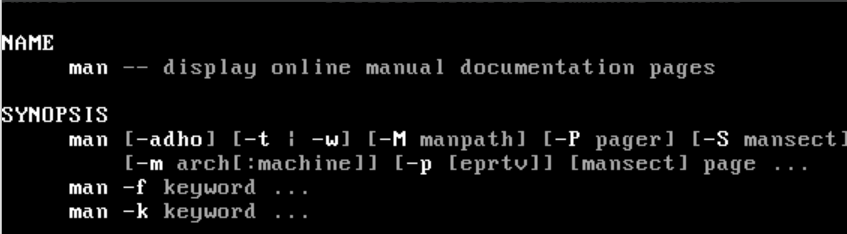 NAME
man -- display online manual documentation pages
SYNOPSIS
man [-adho] [-t | -w] [-M manpath] [-P pager] [-S mansect]
[-m arch[:machine]] [-p [eprtv]] [mansect] page ...
man -f keyword ...
man -k keyword ...